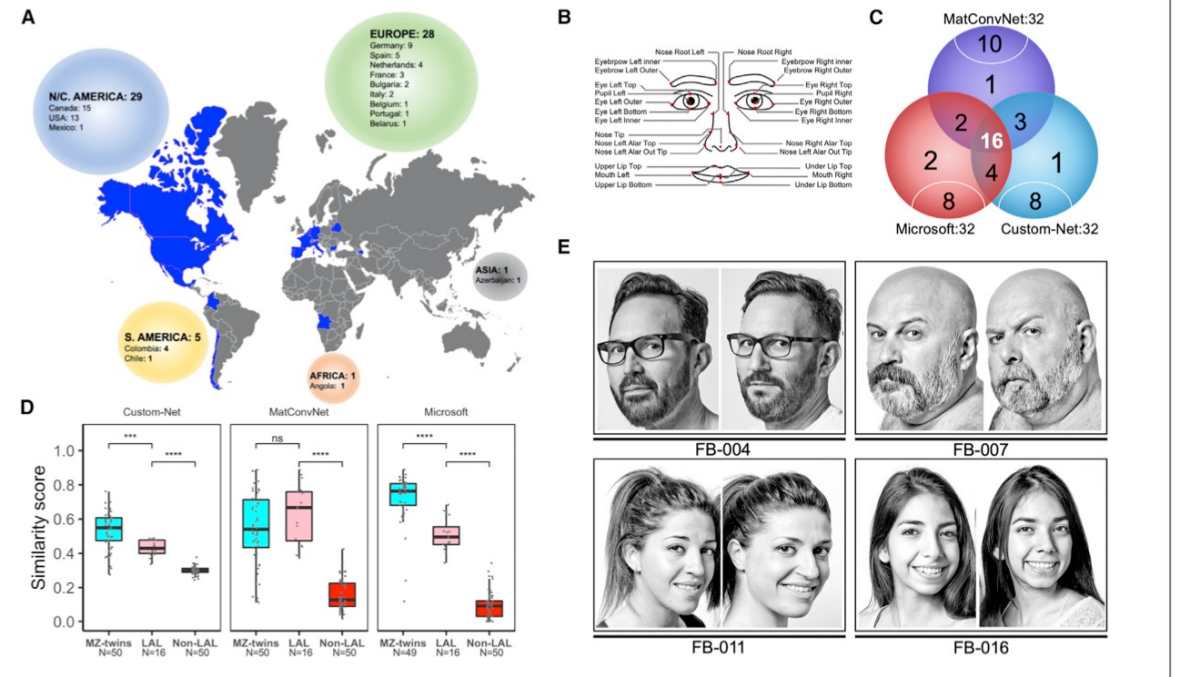 A
N/C. AMERICA: 29
Canada: 15
USA: 13
Mexico: 1
EUROPE: 28
Germany: 9
Spain: 5
Netherlands: 4
France: 3
Bulgaria: 2
Italy: 2
Belgium: 1
Portugal: 1
Belarus: 1
ASIA: 1
Azerbaijan: 1
S. AMERICA: 5
Colombia: 4
Chile: 1
AFRICA: 1
Angola: 1
B
Nose Root Left
Nose Root Right
Eyebrpow Left inner
Eyebrow Left Outer
Eyebrpow Right inner
Eyebrow Right Outer
Eye Left Top
Pupil Left
Eye Left Outer
Eye Left Bottom
Eye Left Inner
Eye Right Top
Pupil Right
Eye Right Outer
Eye Right Bottom
Eye Right Inner
Nose Tip
Nose Left Alar Top
Nose Left Alar Out Tip
Nose Right Alar Top
Nose Left Alar Out Tip
Upper Lip Top
Mouth Left
Upper Lip Bottom
Under Lip Top
Mouth Right
Under Lip Bottom
C
MatConvNet:32
10
1
2
3
16
2
4
1
8
8
Microsoft:32
Custom-Net:32
D
Custom-Net
MatConvNet
Microsoft
Similarity score
1.0
0.8
0.6
0.4
0.2
0.0
***
****
ns
****
****
****
MZ-twins
N=50
LAL
N=16
Non-LAL
N=50
MZ-twins
N=50
LAL
N=16
Non-LAL
N=50
MZ-twins
N=49
LAL
N=16
Non-LAL
N=50
E
FB-004
FB-007
FB-011
FB-016